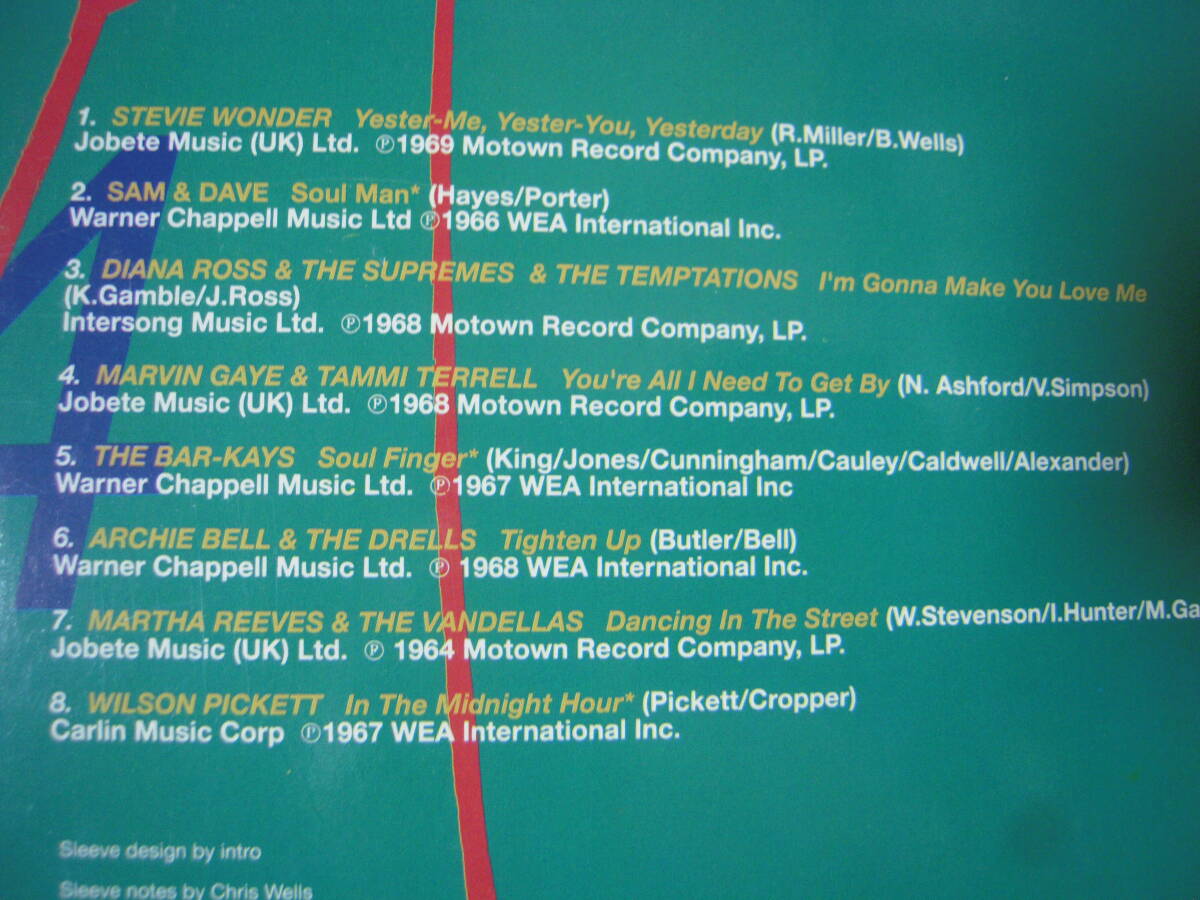 1. STEVIE WONDER Yester-Me, Yester-You, Yesterday (R.Miller/B.Wells)
Jobete Music (UK) Ltd. ℗1969 Motown Record Company, LP.
2. SAM & DAVE Soul Man* (Hayes/Porter)
Warner Chappell Music Ltd ℗1966 WEA International Inc.
3. DIANA ROSS & THE SUPREMES & THE TEMPTATIONS I'm Gonna Make You Love Me
(K.Gamble/J.Ross)
Intersong Music Ltd. ℗1968 Motown Record Company, LP.
4. MARVIN GAYE & TAMMI TERRELL You're All I Need To Get By (N. Ashford/V.Simpson)
Jobete Music (UK) Ltd. ℗1968 Motown Record Company, LP.
5. THE BAR-KAYS Soul Finger* (King/Jones/Cunningham/Cauley/Caldwell/Alexander)
Warner Chappell Music Ltd. ℗1967 WEA International Inc
6. ARCHIE BELL & THE DRELLS Tighten Up (Butler/Bell)
Warner Chappell Music Ltd. ℗ 1968 WEA International Inc.
7. MARTHA REEVES & THE VANDELLAS Dancing In The Street (W.Stevenson/I.Hunter/M.Ga
Jobete Music (UK) Ltd. ℗ 1964 Motown Record Company, LP.
8. WILSON PICKETT In The Midnight Hour* (Pickett/Cropper)
Carlin Music Corp ℗1967 WEA International Inc.
Sleeve design by intro
Sleeve notes by Chris Wells